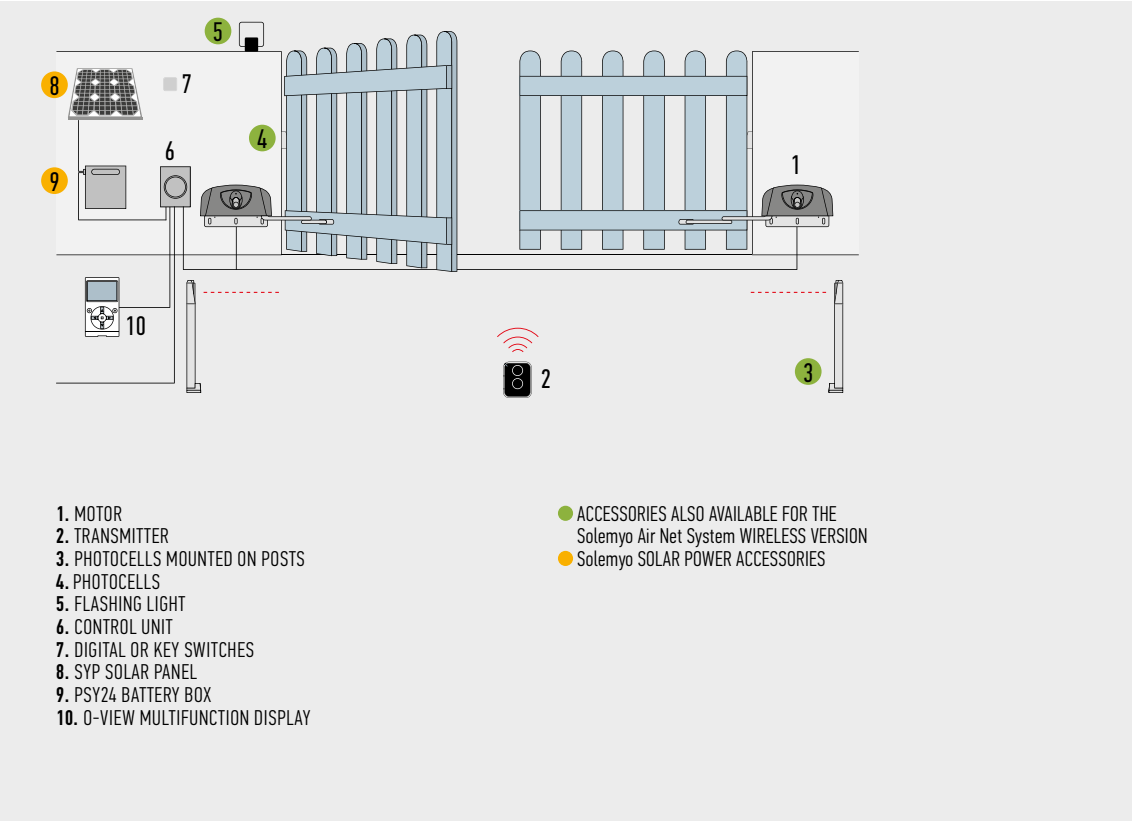 5
8
7
4
6
9
1
10
2
3
1. MOTOR
2. TRANSMITTER
3. PHOTOCELLS MOUNTED ON POSTS
4. PHOTOCELLS
5. FLASHING LIGHT
6. CONTROL UNIT
7. DIGITAL OR KEY SWITCHES
8. SYP SOLAR PANEL
9. PSY24 BATTERY BOX
10. O-VIEW MULTIFUNCTION DISPLAY
ACCESSORIES ALSO AVAILABLE FOR THE
Solemyo Air Net System WIRELESS VERSION
Solemyo SOLAR POWER ACCESSORIES